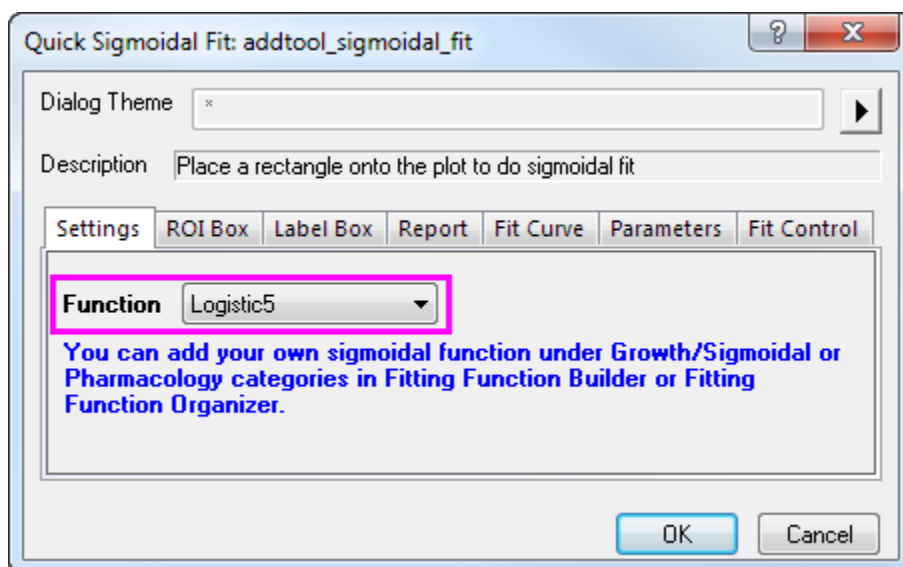 Quick Sigmoidal Fit: addtool_sigmoidal_fit
?
Dialog Theme *
Description Place a rectangle onto the plot to do sigmoidal fit
Settings ROI Box Label Box Report Fit Curve Parameters Fit Control
Function Logistic5
You can add your own sigmoidal function under Growth/Sigmoidal or
Pharmacology categories in Fitting Function Builder or Fitting
Function Organizer.
OK Cancel